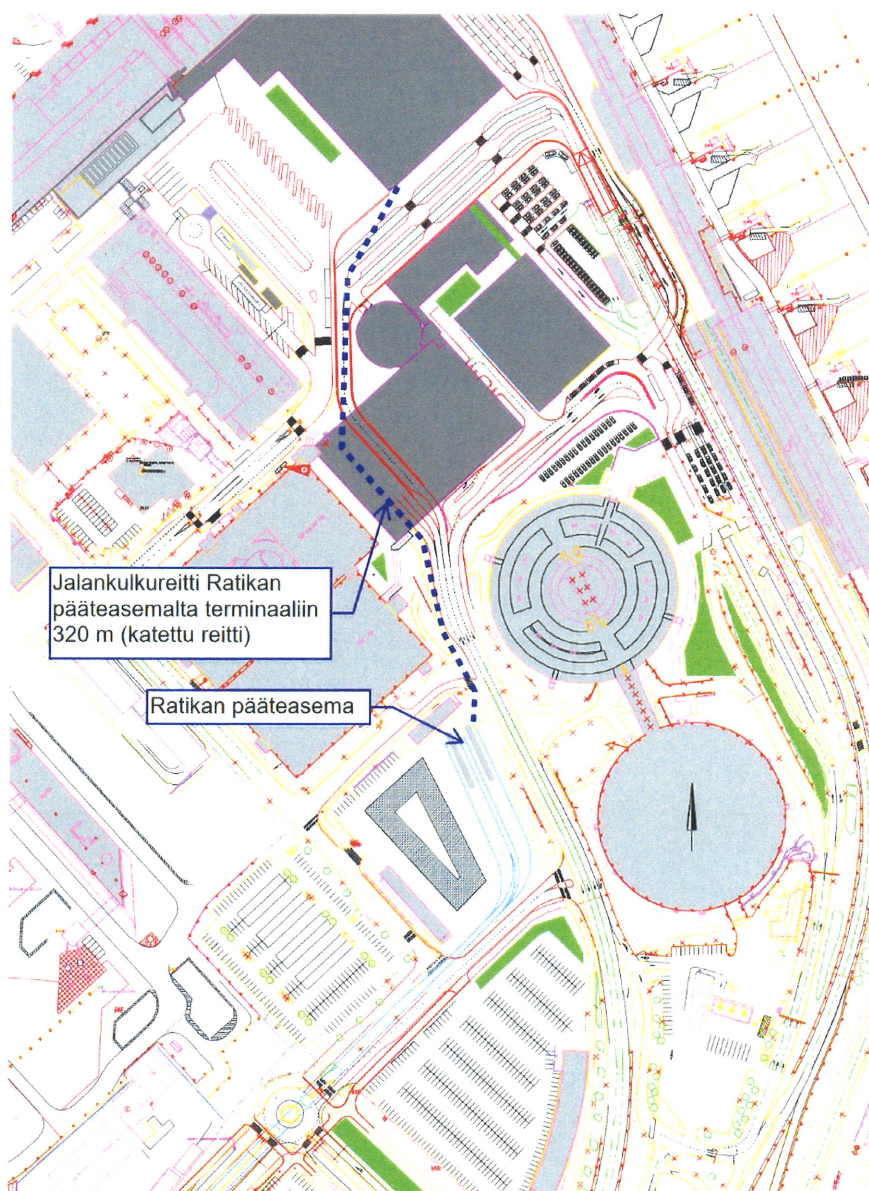 Jalankulkureitti Ratikan
pääteasemalta terminaaliin
320 m (katettu reitti)
Ratikan pääteasema